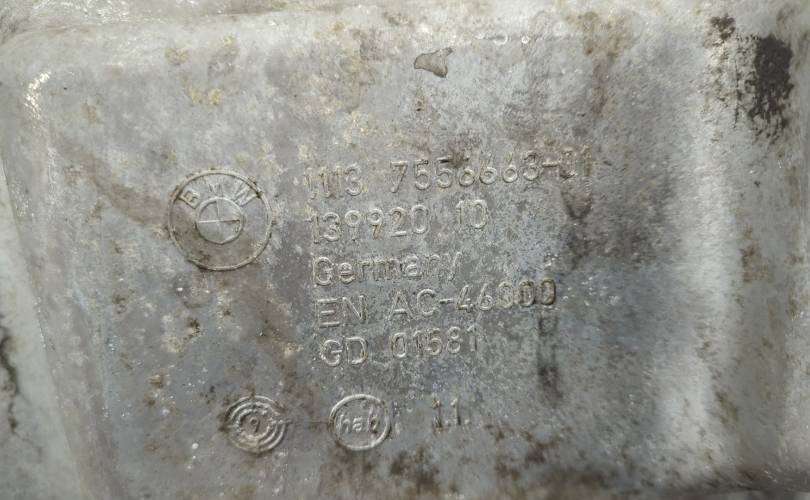 BMW
1113 7556663-01
139920 10
Germany
EN AC-46000
GD 01581
hab 11